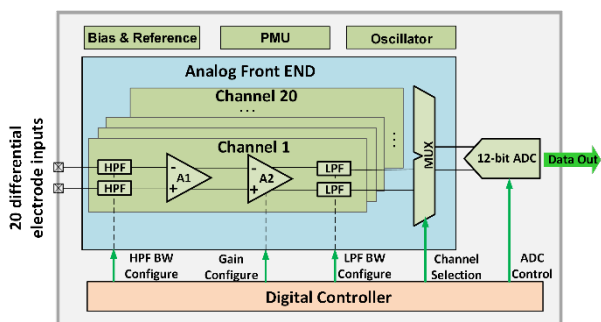 Bias & Reference
PMU
Oscillator
Analog Front END
Channel 20
...
...
Channel 1
20 differential
electrode inputs
HPF
HPF
-
+
A1
-
+
A2
LPF
LPF
MUX
12-bit ADC
Data Out
HPF BW
Configure
Gain
Configure
LPF BW
Configure
Channel
Selection
ADC
Control
Digital Controller